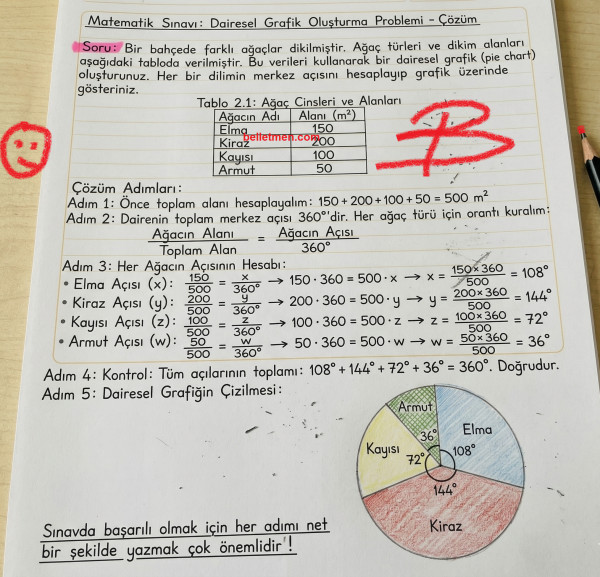 Matematik Sınavı: Dairesel Grafik Oluşturma Problemi – Çözüm
Soru: Bir bahçede farklı ağaçlar dikilmiştir. Ağaç türleri ve dikim alanları
aşağıdaki tabloda verilmiştir. Bu verileri kullanarak bir dairesel grafik (pie chart)
oluşturunuz. Her bir dilimin merkez açısını hesaplayıp grafik üzerinde
gösteriniz.
Tablo 2.1: Ağaç Cinsleri ve Alanları
Ağacın Adı Alanı (m²)
Elma 150
belletmen.com
Kiraz 200
Kayısı 100
Armut 50
B
Çözüm Adımları:
Adım 1: Önce toplam alanı hesaplayalım: 150 + 200 + 100 + 50 = 500 m²
Adım 2: Dairenin toplam merkez açısı 360°'dir. Her ağaç türü için orantı kuralım:
Ağacın Alanı / Toplam Alan = Ağacın Açısı / 360°
Adım 3: Her Ağacın Açısının Hesabı:
• Elma Açısı (x): 150/500 = x/360° → 150·360 = 500·x → x = 150×360/500 = 108°
• Kiraz Açısı (y): 200/500 = y/360° → 200·360 = 500·y → y = 200×360/500 = 144°
• Kayısı Açısı (z): 100/500 = z/360° → 100·360 = 500·z → z = 100×360/500 = 72°
• Armut Açısı (w): 50/500 = w/360° → 50·360 = 500·w → w = 50×360/500 = 36°
Adım 4: Kontrol: Tüm açılarının toplamı: 108° + 144° + 72° + 36° = 360°. Doğrudur.
Adım 5: Dairesel Grafiğin Çizilmesi:
Armut
36°
Elma
108°
Kayısı
72°
144°
Kiraz
Sınavda başarılı olmak için her adımı net
bir şekilde yazmak çok önemlidir'!